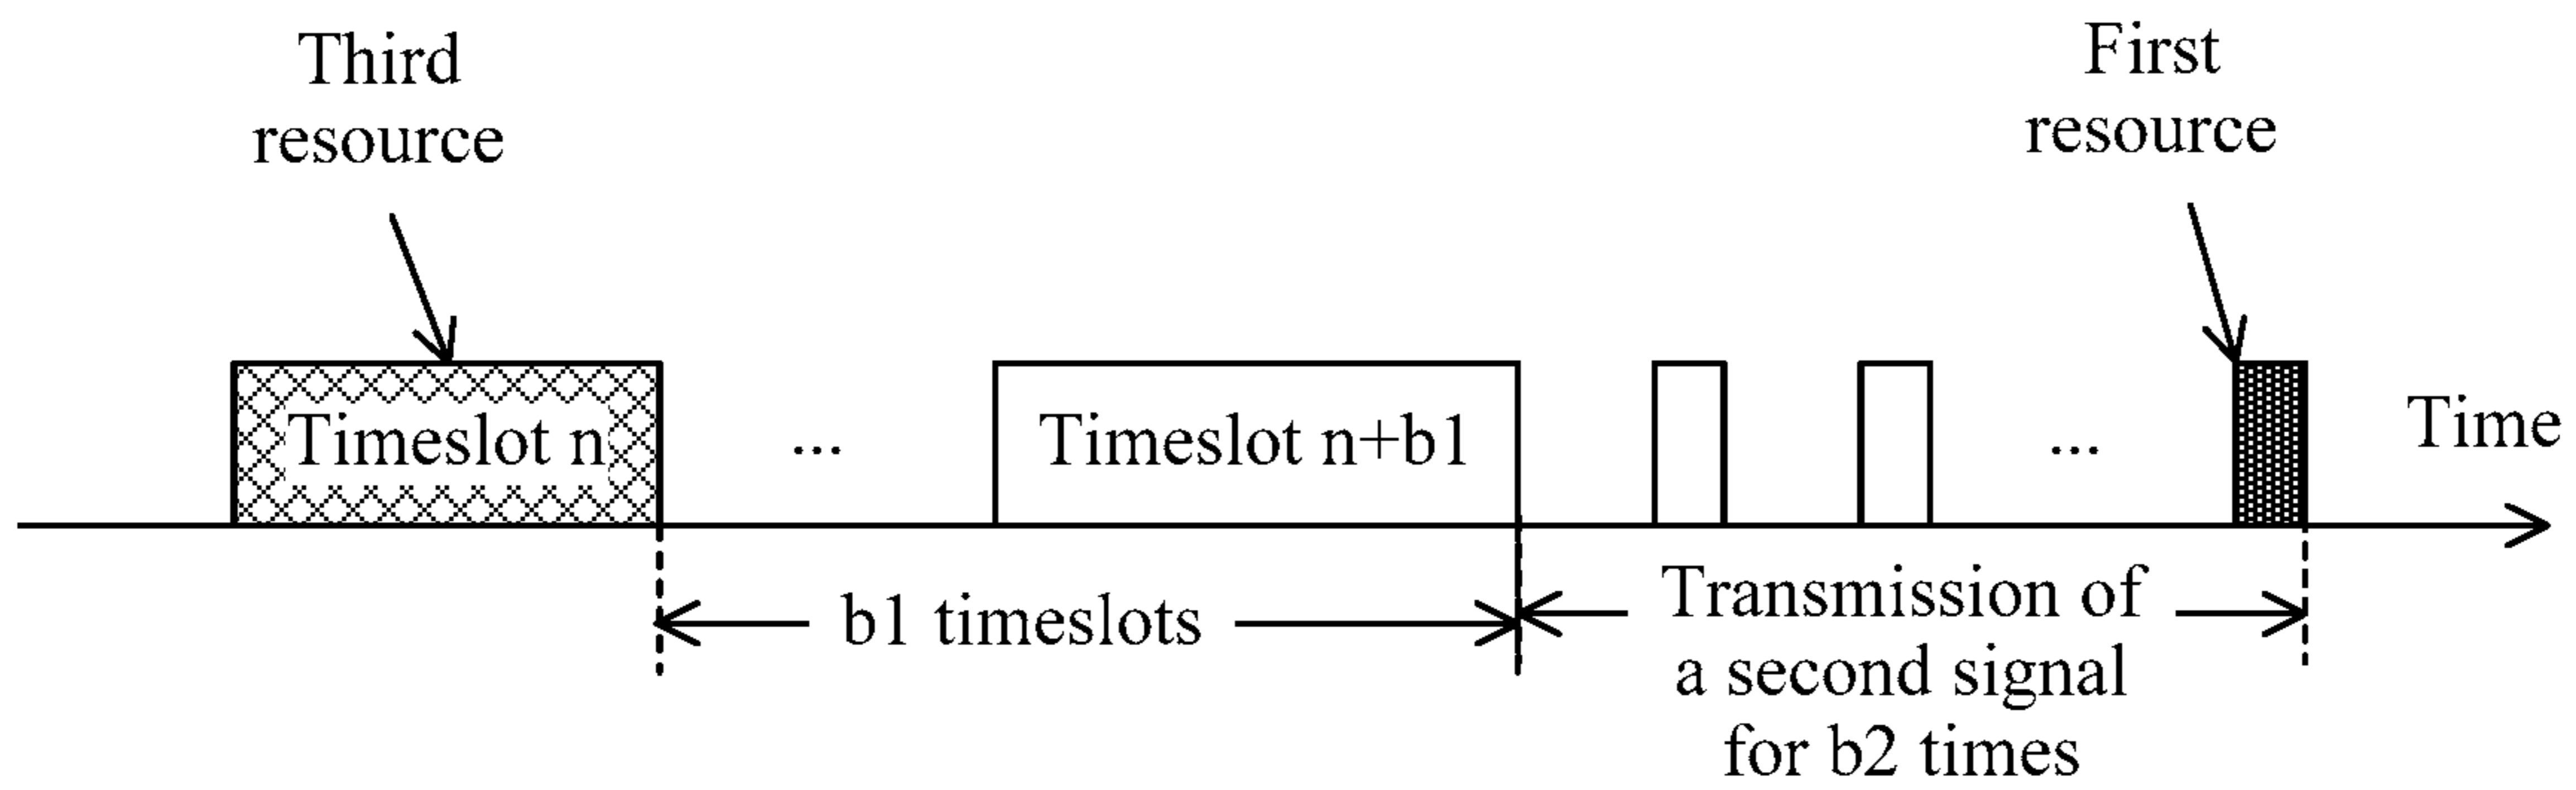 Third
resource
First
resource
Timeslot n
...
Timeslot n+b1
...
Time
b1 timeslots
Transmission of
a second signal
for b2 times